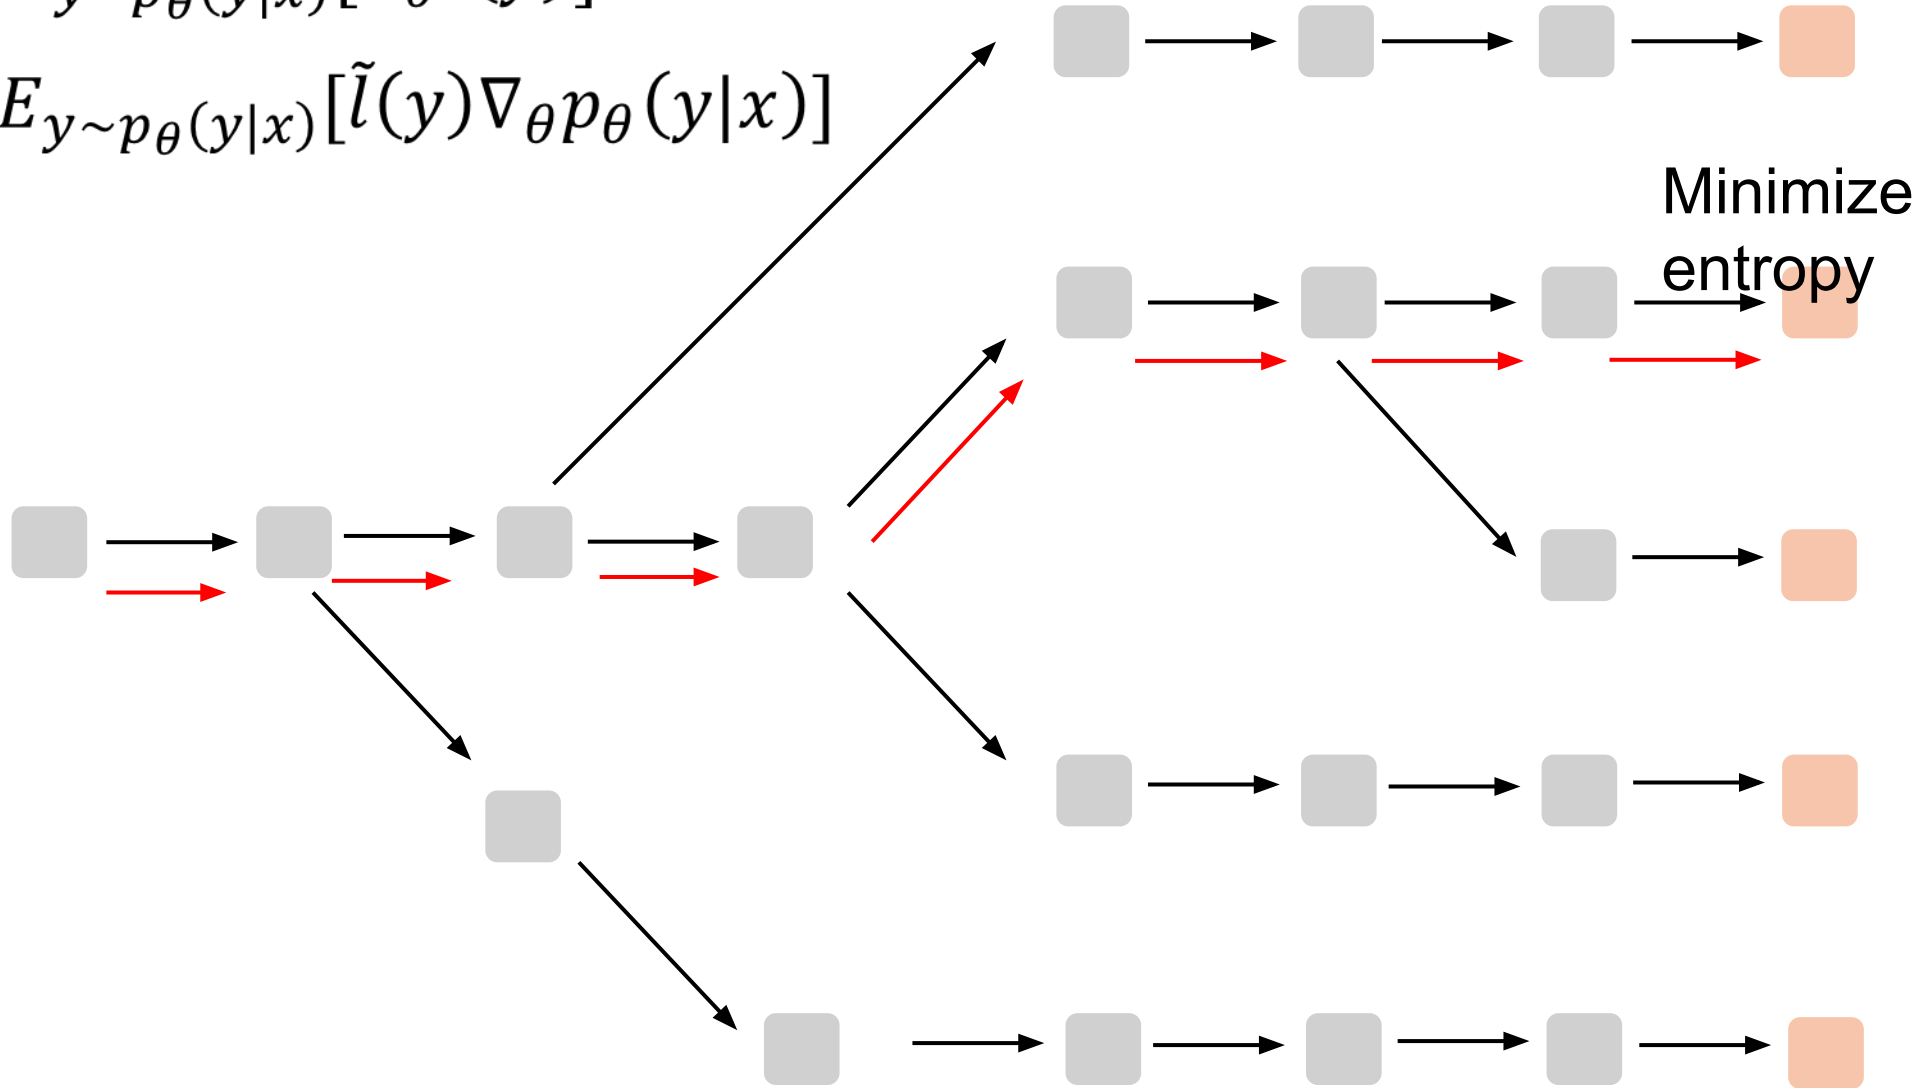 E_{y~p_θ(y|x)}[l̃(y)∇_θ p_θ(y|x)]
Minimize
entropy